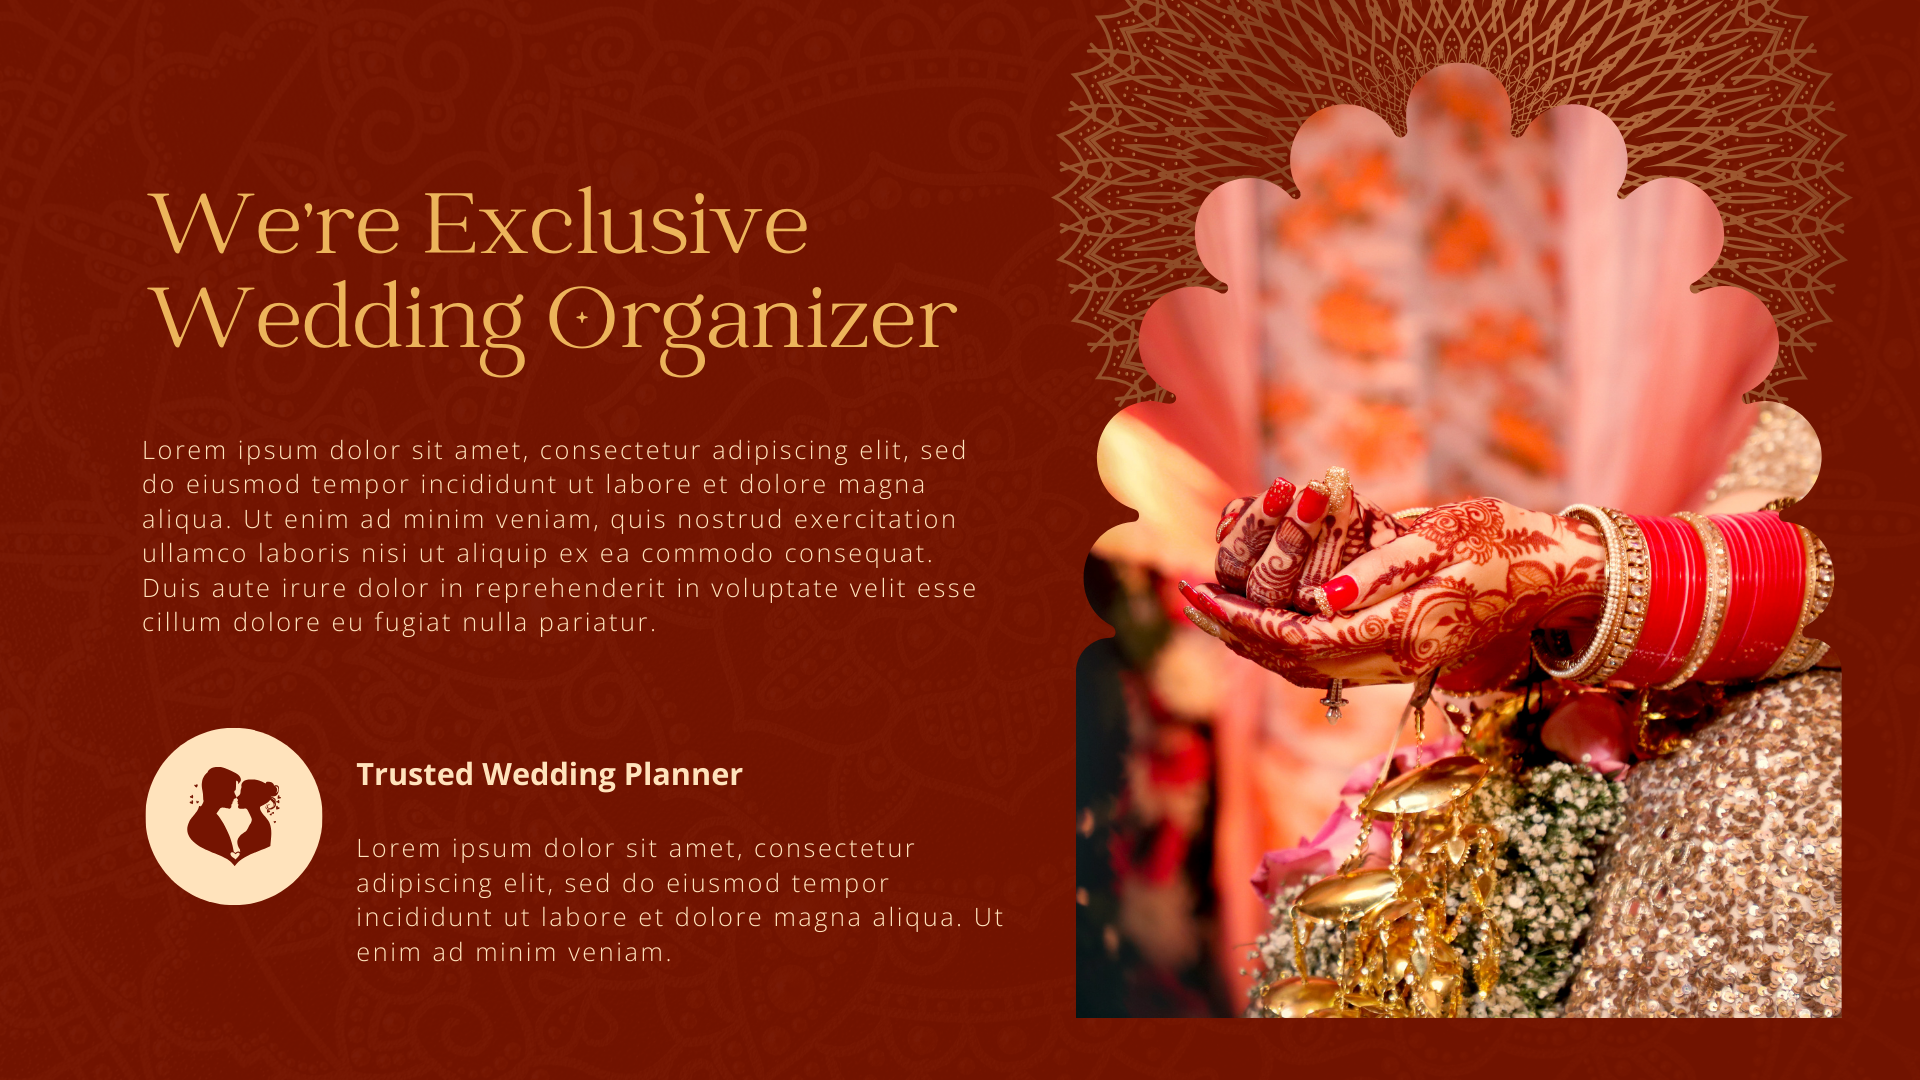 We're Exclusive
Wedding Organizer
Lorem ipsum dolor sit amet, consectetur adipiscing elit, sed
do eiusmod tempor incididunt ut labore et dolore magna
aliqua. Ut enim ad minim veniam, quis nostrud exercitation
ullamco laboris nisi ut aliquip ex ea commodo consequat.
Duis aute irure dolor in reprehenderit in voluptate velit esse
cillum dolore eu fugiat nulla pariatur.
Trusted Wedding Planner
Lorem ipsum dolor sit amet, consectetur
adipiscing elit, sed do eiusmod tempor
incididunt ut labore et dolore magna aliqua. Ut
enim ad minim veniam.